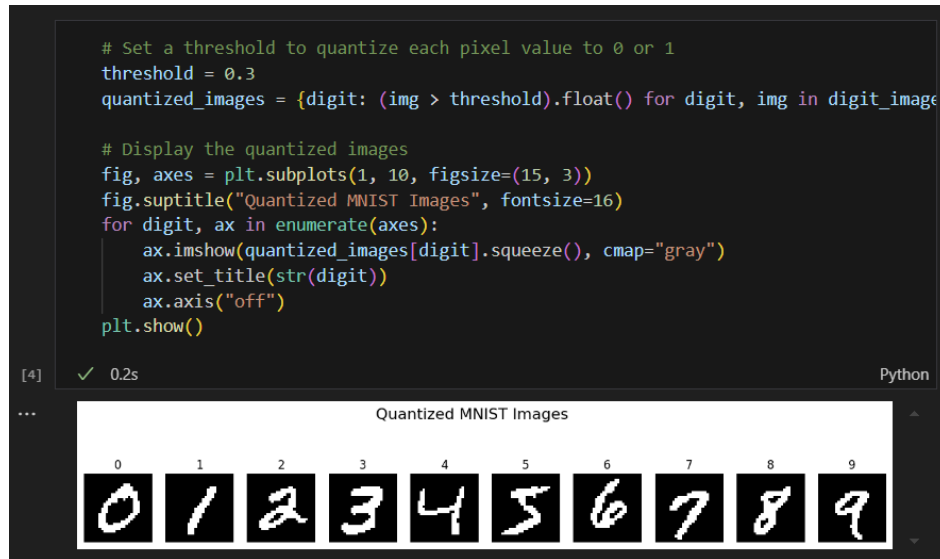 # Set a threshold to quantize each pixel value to 0 or 1
threshold = 0.3
quantized_images = {digit: (img > threshold).float() for digit, img in digit_image

# Display the quantized images
fig, axes = plt.subplots(1, 10, figsize=(15, 3))
fig.suptitle("Quantized MNIST Images", fontsize=16)
for digit, ax in enumerate(axes):
    ax.imshow(quantized_images[digit].squeeze(), cmap="gray")
    ax.set_title(str(digit))
    ax.axis("off")
plt.show()
[4] ✓ 0.2s Python
...
Quantized MNIST Images
0 1 2 3 4 5 6 7 8 9
0 1 2 3 4 5 6 7 8 9